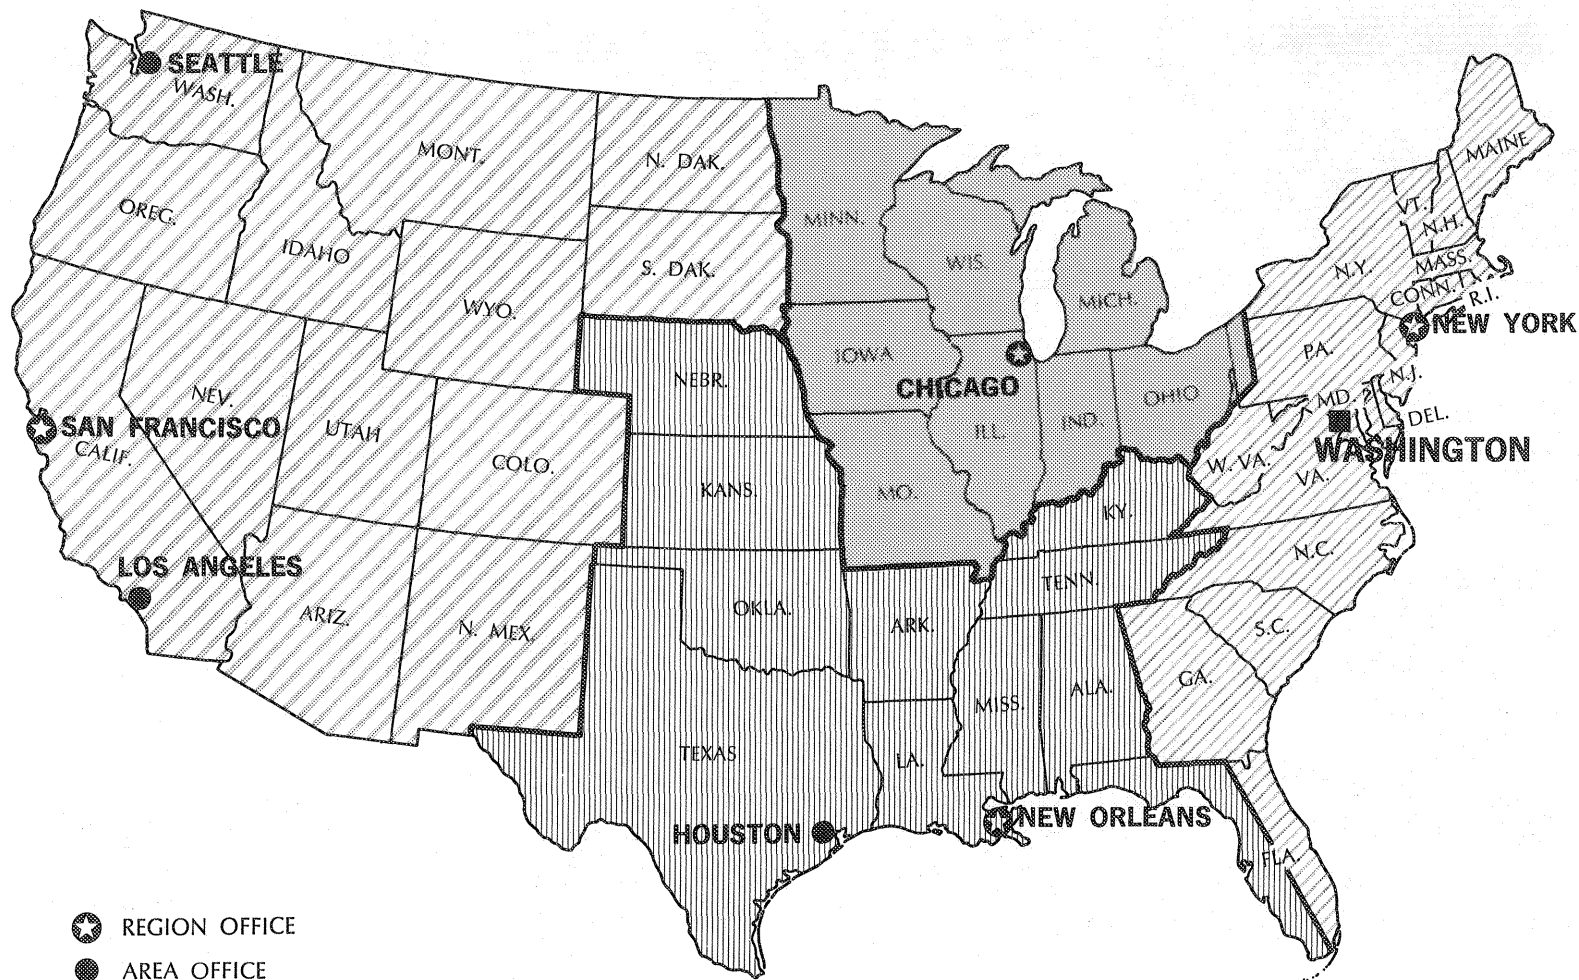 SEATTLE
WASH.
MONT.
N. DAK.
MINN.
OREG.
IDAHO
WYO.
S. DAK.
WIS.
MICH.
MAINE
VT.
N.H.
N.Y.
MASS.
CONN.
R.I.
NEW YORK
NEBR.
IOWA
CHICAGO
ILL.
IND.
OHIO
PA.
N.J.
MD.
DEL.
WASHINGTON
NEV.
SAN FRANCISCO
CALIF.
UTAH
COLO.
KANS.
MO.
KY.
W. VA.
VA.
LOS ANGELES
ARIZ.
N. MEX.
OKLA.
ARK.
TENN.
N.C.
S.C.
TEXAS
LA.
MISS.
ALA.
GA.
HOUSTON
NEW ORLEANS
FLA.
REGION OFFICE
AREA OFFICE